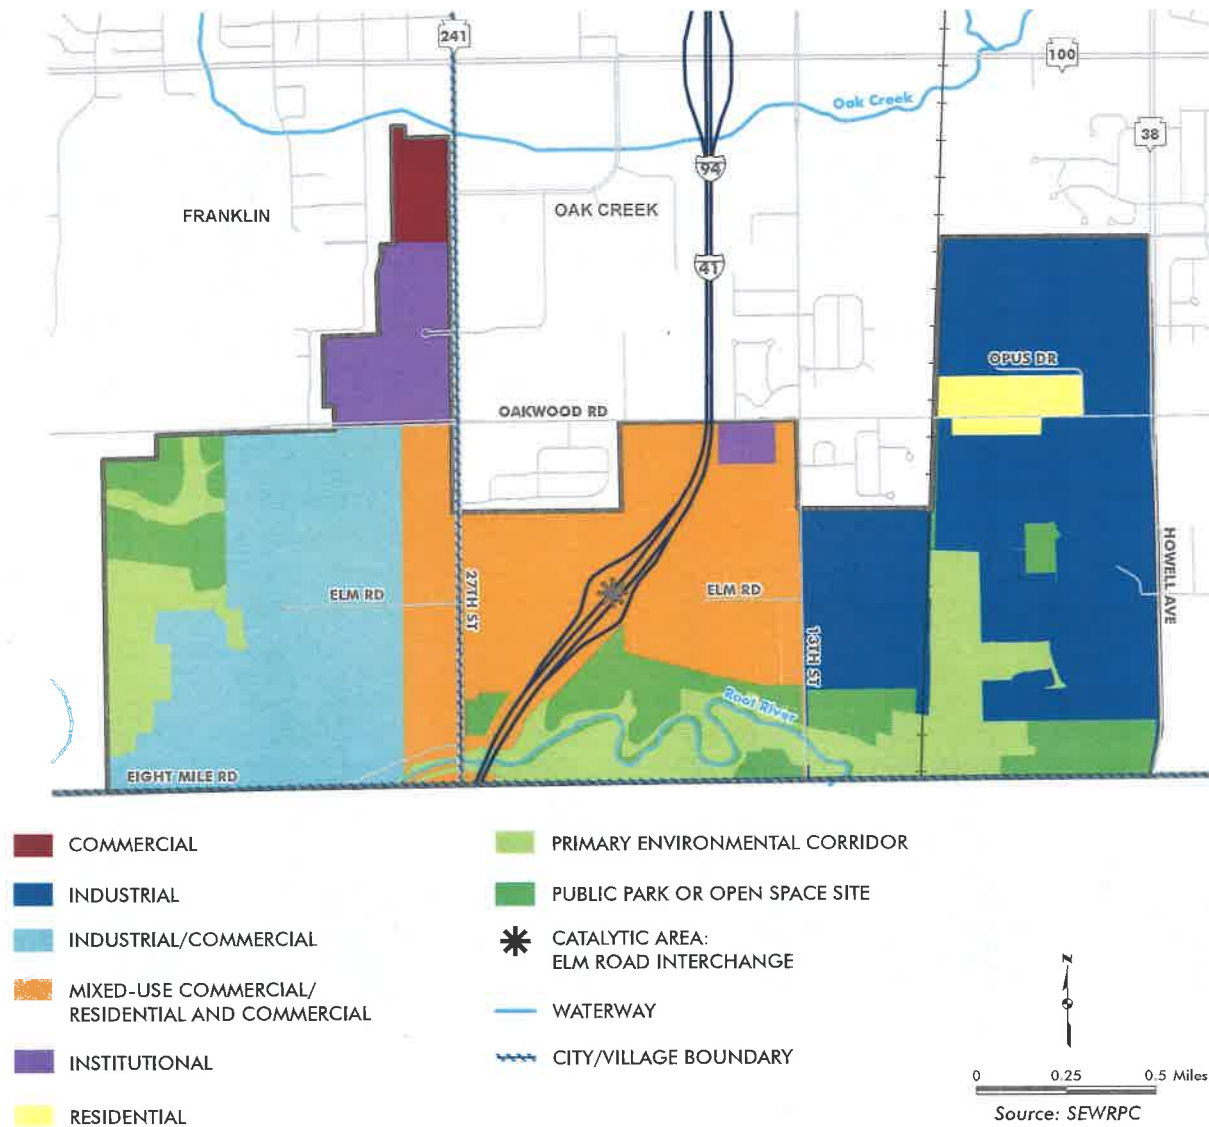 241
100
Oak Creek
38
94
FRANKLIN
OAK CREEK
41
OPUS DR
OAKWOOD RD
ELM RD
27TH ST
ELM RD
13TH ST
HOWELL AVE
Root River
EIGHT MILE RD
COMMERCIAL
INDUSTRIAL
INDUSTRIAL/COMMERCIAL
MIXED-USE COMMERCIAL/
RESIDENTIAL AND COMMERCIAL
INSTITUTIONAL
RESIDENTIAL
PRIMARY ENVIRONMENTAL CORRIDOR
PUBLIC PARK OR OPEN SPACE SITE
CATALYTIC AREA:
ELM ROAD INTERCHANGE
WATERWAY
CITY/VILLAGE BOUNDARY
N
0 0.25 0.5 Miles
Source: SEWRPC